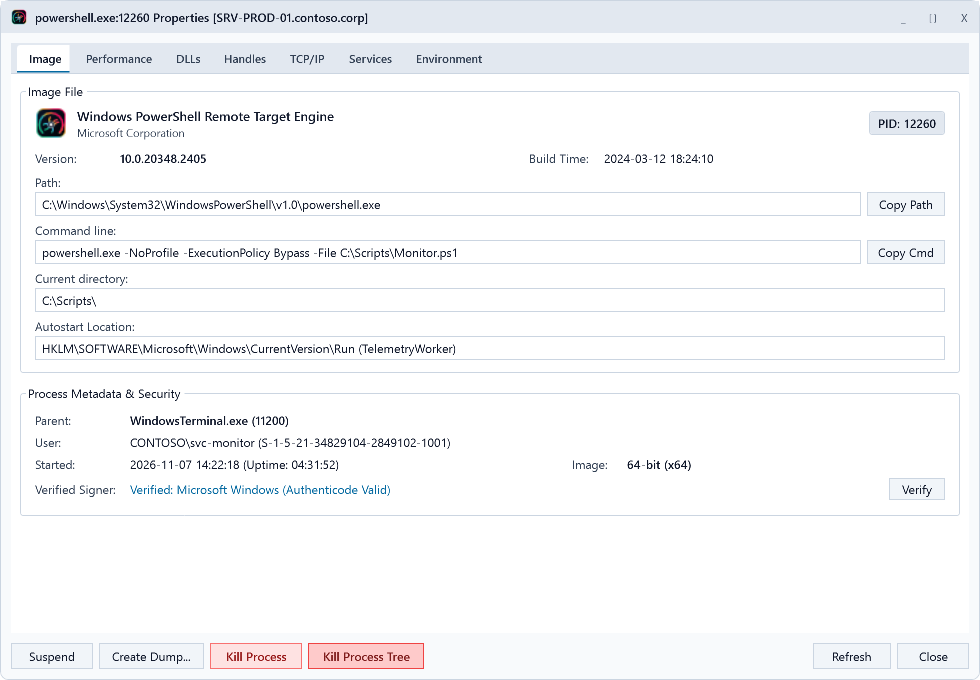 powershell.exe:12260 Properties [SRV-PROD-01.contoso.corp]
Image Performance DLLs Handles TCP/IP Services Environment
Image File
Windows PowerShell Remote Target Engine
Microsoft Corporation
PID: 12260
Version: 10.0.20348.2405 Build Time: 2024-03-12 18:24:10
Path:
C:\Windows\System32\WindowsPowerShell\v1.0\powershell.exe Copy Path
Command line:
powershell.exe -NoProfile -ExecutionPolicy Bypass -File C:\Scripts\Monitor.ps1 Copy Cmd
Current directory:
C:\Scripts\
Autostart Location:
HKLM\SOFTWARE\Microsoft\Windows\CurrentVersion\Run (TelemetryWorker)
Process Metadata & Security
Parent: WindowsTerminal.exe (11200)
User: CONTOSO\svc-monitor (S-1-5-21-34829104-2849102-1001)
Started: 2026-11-07 14:22:18 (Uptime: 04:31:52) Image: 64-bit (x64)
Verified Signer: Verified: Microsoft Windows (Authenticode Valid) Verify
Suspend Create Dump... Kill Process Kill Process Tree Refresh Close